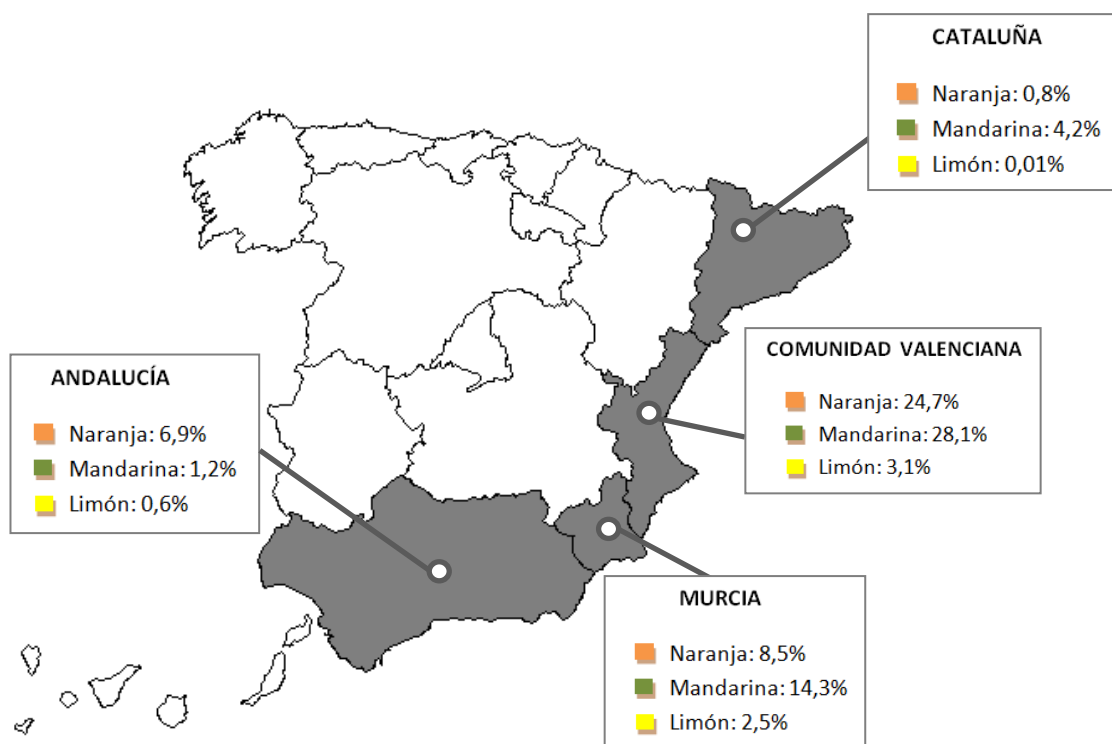 CATALUÑA
Naranja: 0,8%
Mandarina: 4,2%
Limón: 0,01%
COMUNIDAD VALENCIANA
Naranja: 24,7%
Mandarina: 28,1%
Limón: 3,1%
ANDALUCÍA
Naranja: 6,9%
Mandarina: 1,2%
Limón: 0,6%
MURCIA
Naranja: 8,5%
Mandarina: 14,3%
Limón: 2,5%